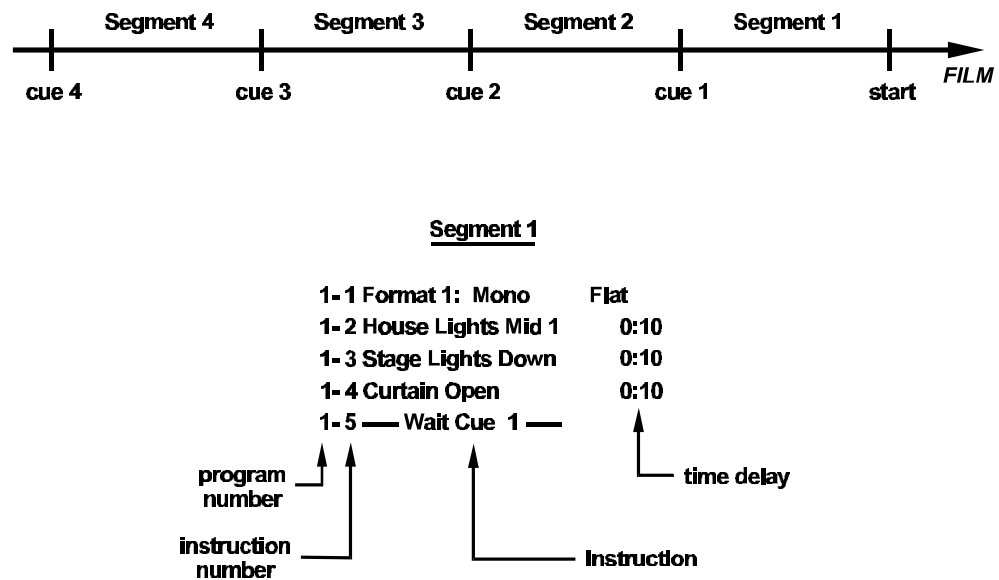 Segment 4 Segment 3 Segment 2 Segment 1
FILM
cue 4 cue 3 cue 2 cue 1 start
Segment 1
1- 1 Format 1: Mono Flat
1- 2 House Lights Mid 1 0:10
1- 3 Stage Lights Down 0:10
1- 4 Curtain Open 0:10
1- 5 —— Wait Cue 1 ——
program
number
time delay
instruction
number
Instruction